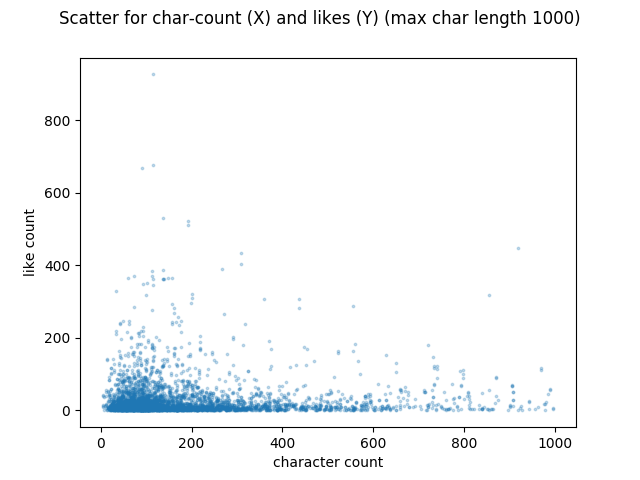 Scatter for char-count (X) and likes (Y) (max char length 1000)
like count
800
600
400
200
0
0 200 400 600 800 1000
character count